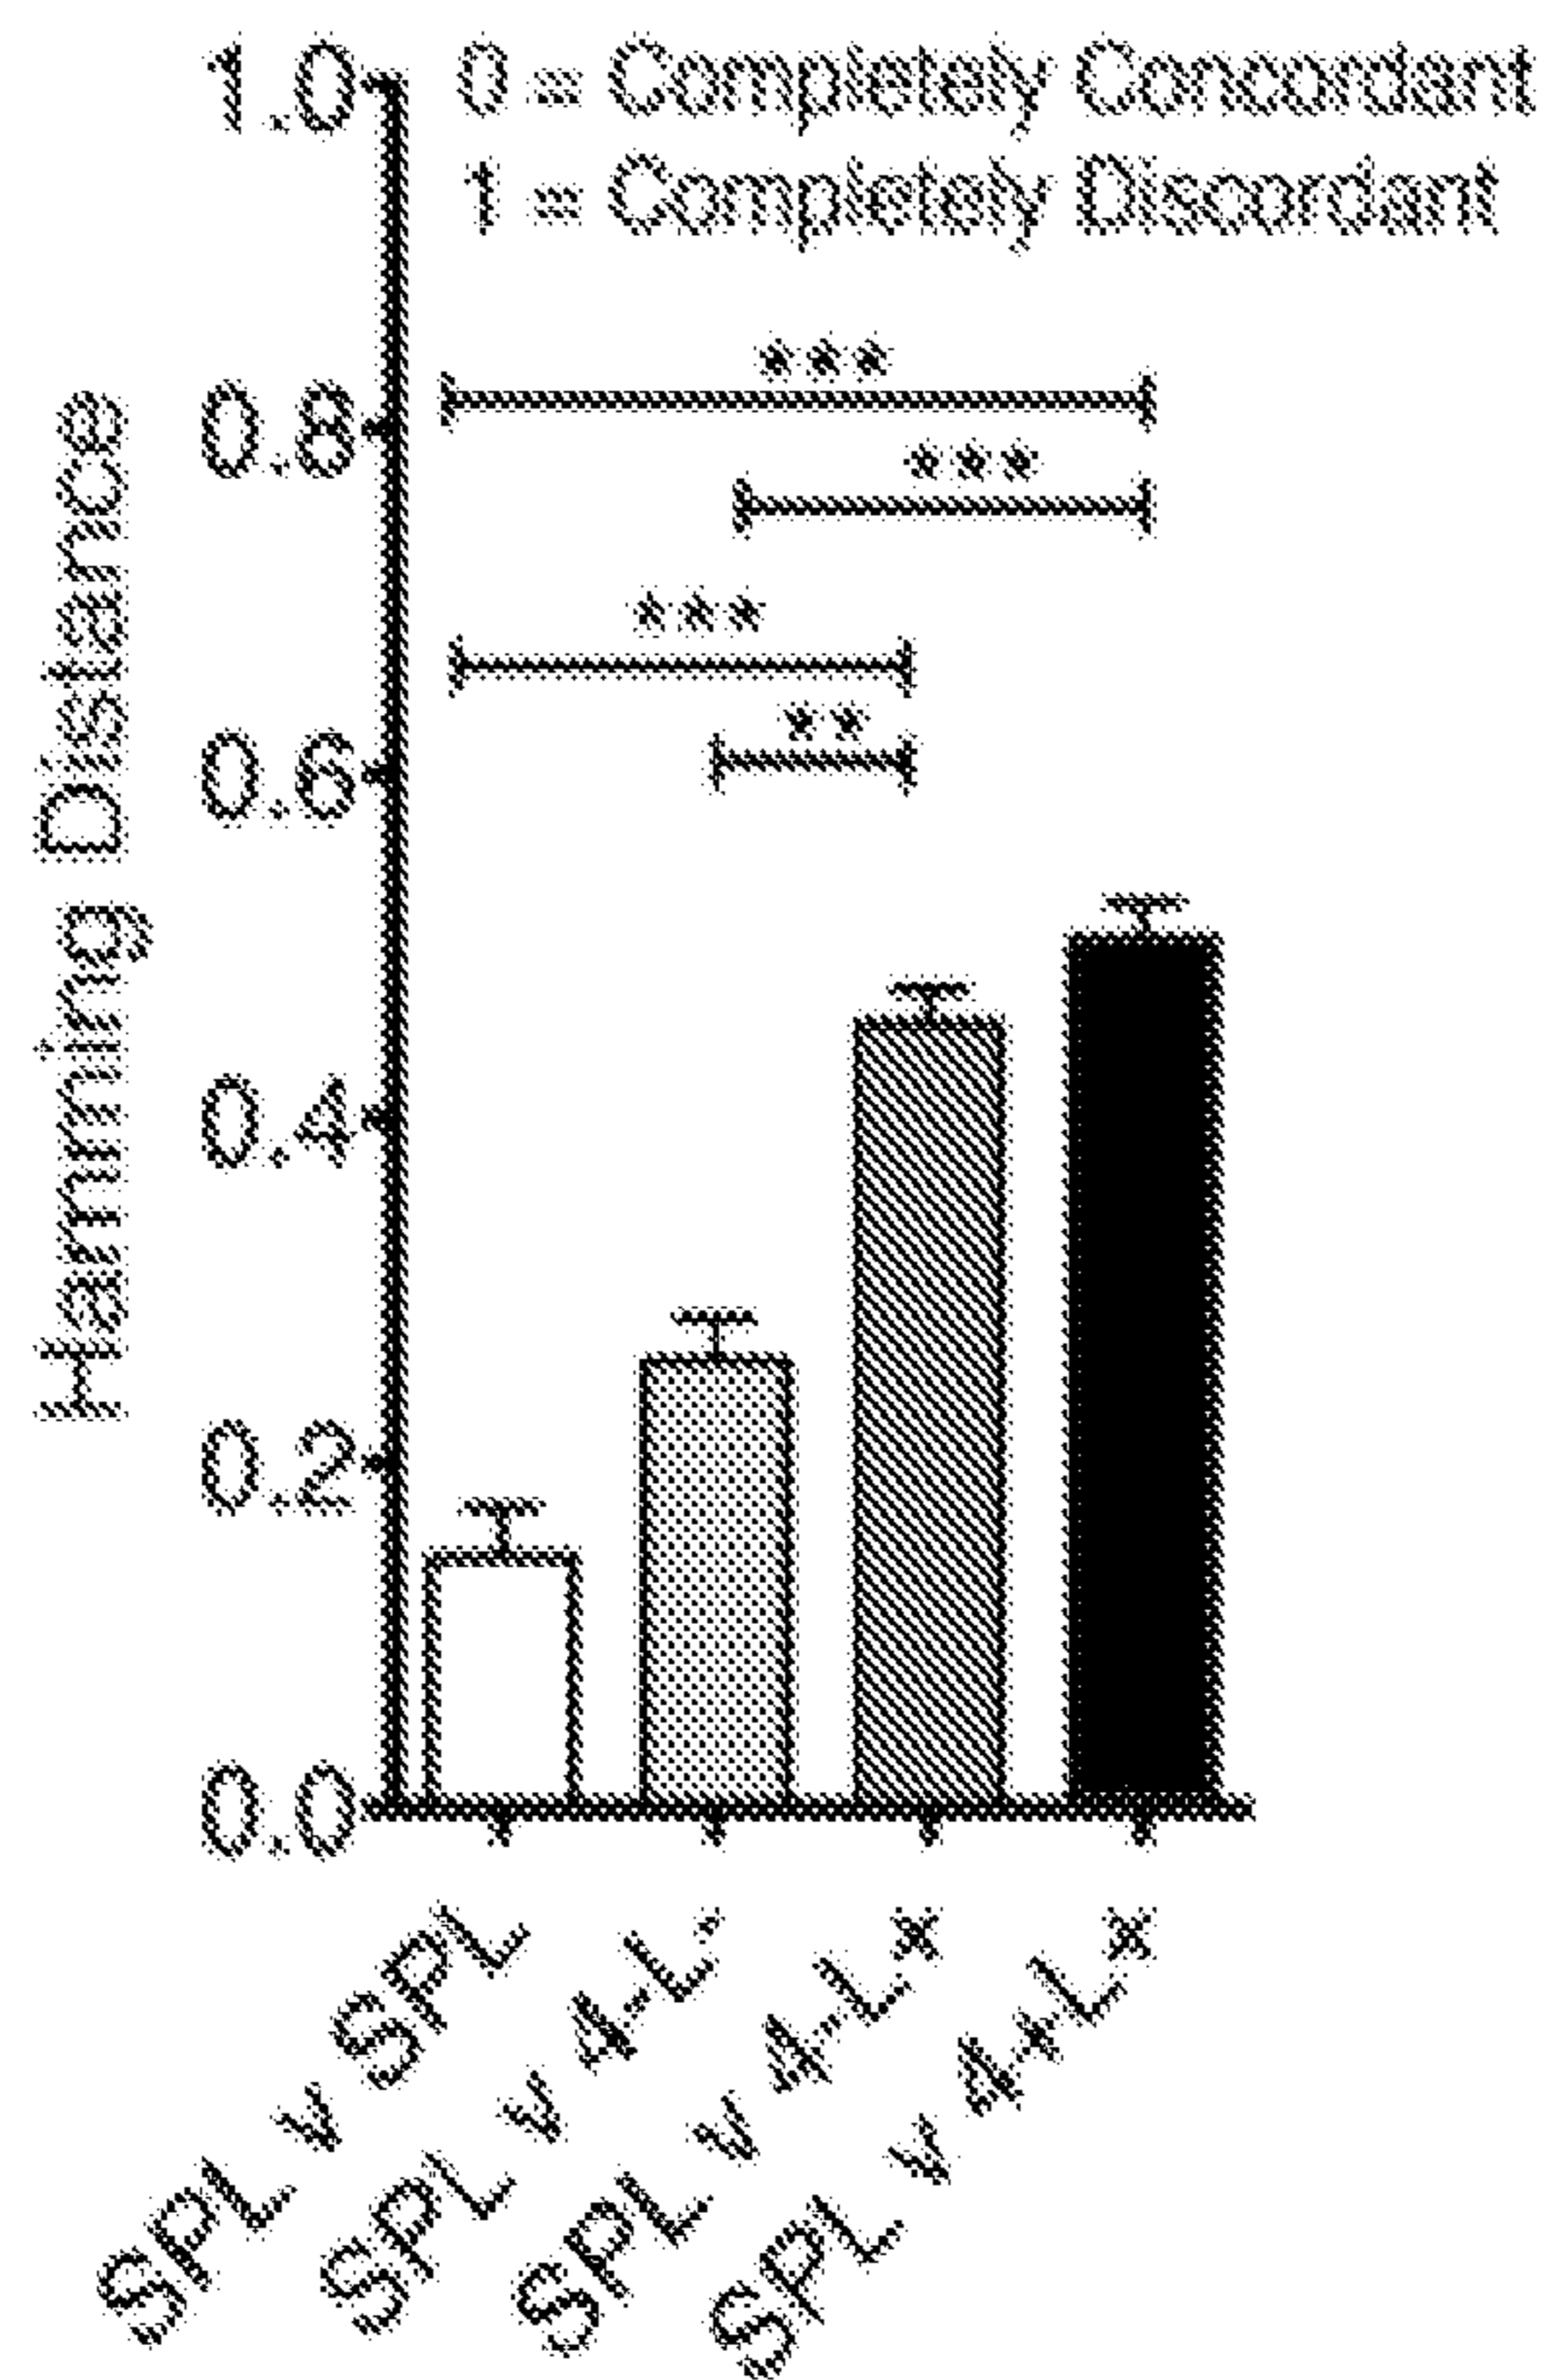 0 = Completely Concordant
1 = Completely Discordant
Hamming Distance
1.0
0.8
0.6
0.4
0.2
0.0
***
***
***
**
SPL v SPL
SPL v 4-L-
SPL v 4-L+
SPL v 4+L+